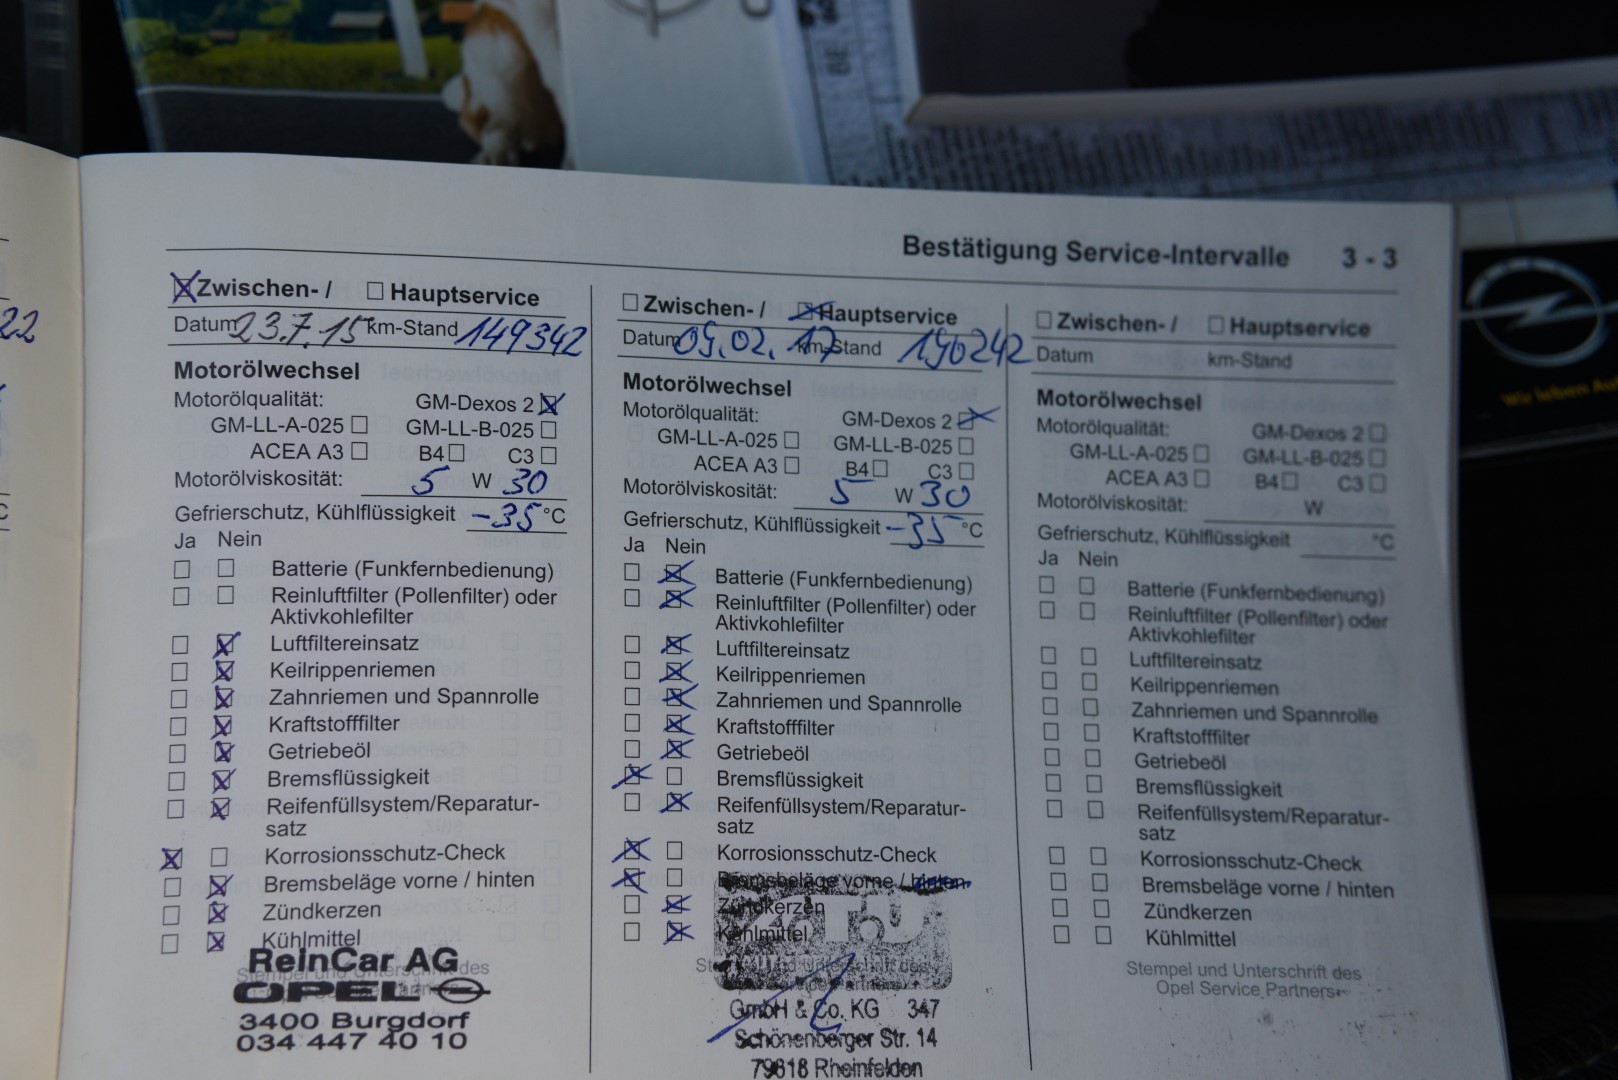 Bestätigung Service-Intervalle 3 - 3
22
Zwischen- / Hauptservice
Datum 23.7.15 km-Stand 149342
Motorölwechsel
Motorölqualität: GM-Dexos 2
GM-LL-A-025 GM-LL-B-025
ACEA A3 B4 C3
Motorölviskosität: 5 W 30
Gefrierschutz, Kühlflüssigkeit -35 °C
Ja Nein
Batterie (Funkfernbedienung)
Reinluftfilter (Pollenfilter) oder
Aktivkohlefilter
Luftfiltereinsatz
Keilrippenriemen
Zahnriemen und Spannrolle
Kraftstofffilter
Getriebeöl
Bremsflüssigkeit
Reifenfüllsystem/Reparatur-
satz
Korrosionsschutz-Check
Bremsbeläge vorne / hinten
Zündkerzen
Kühlmittel
Stempel und Unterschrift des
ReinCar AG
OPEL
3400 Burgdorf
034 447 40 10
Zwischen- / Hauptservice
Datum 09.02.17 km-Stand 190242
Motorölwechsel
Motorölqualität: GM-Dexos 2
GM-LL-A-025 GM-LL-B-025
ACEA A3 B4 C3
Motorölviskosität: 5 W 30
Gefrierschutz, Kühlflüssigkeit -35 °C
Ja Nein
Batterie (Funkfernbedienung)
Reinluftfilter (Pollenfilter) oder
Aktivkohlefilter
Luftfiltereinsatz
Keilrippenriemen
Zahnriemen und Spannrolle
Kraftstofffilter
Getriebeöl
Bremsflüssigkeit
Reifenfüllsystem/Reparatur-
satz
Korrosionsschutz-Check
Bremsbeläge vorne / hinten
Zündkerzen
Kühlmittel
GmbH & Co. KG 347
Schönenberger Str. 14
79618 Rheinfelden
Zwischen- / Hauptservice
Datum km-Stand
Motorölwechsel
Motorölqualität: GM-Dexos 2
GM-LL-A-025 GM-LL-B-025
ACEA A3 B4 C3
Motorölviskosität: W
Gefrierschutz, Kühlflüssigkeit °C
Ja Nein
Batterie (Funkfernbedienung)
Reinluftfilter (Pollenfilter) oder
Aktivkohlefilter
Luftfiltereinsatz
Keilrippenriemen
Zahnriemen und Spannrolle
Kraftstofffilter
Getriebeöl
Bremsflüssigkeit
Reifenfüllsystem/Reparatur-
satz
Korrosionsschutz-Check
Bremsbeläge vorne / hinten
Zündkerzen
Kühlmittel
Stempel und Unterschrift des
Opel Service Partners
Wir leben